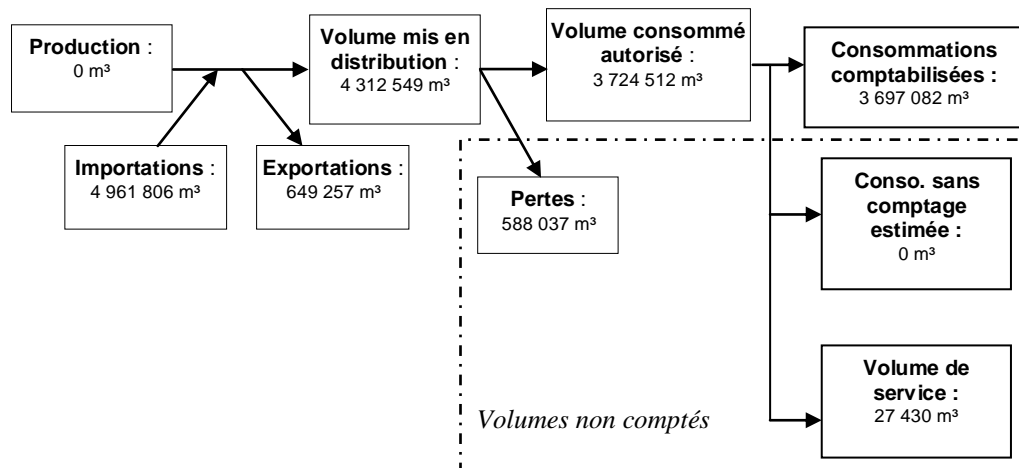 Production :
0 m³
Volume mis en
distribution :
4 312 549 m³
Volume consommé
autorisé :
3 724 512 m³
Consommations
comptabilisées :
3 697 082 m³
Importations :
4 961 806 m³
Exportations :
649 257 m³
Pertes :
588 037 m³
Conso. sans
comptage
estimée :
0 m³
Volume de
service :
27 430 m³
Volumes non comptés